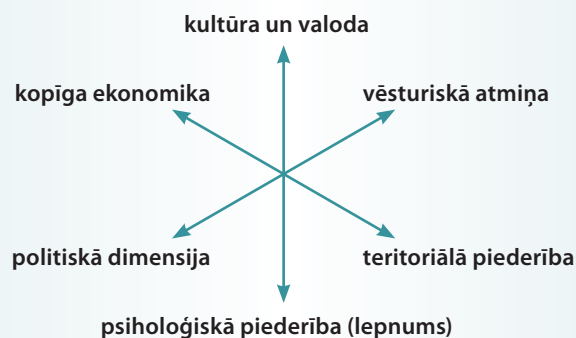 kultūra un valoda
kopīga ekonomika
vēsturiskā atmiņa
politiskā dimensija
teritoriālā piederība
psiholoģiskā piederība (lepnums)